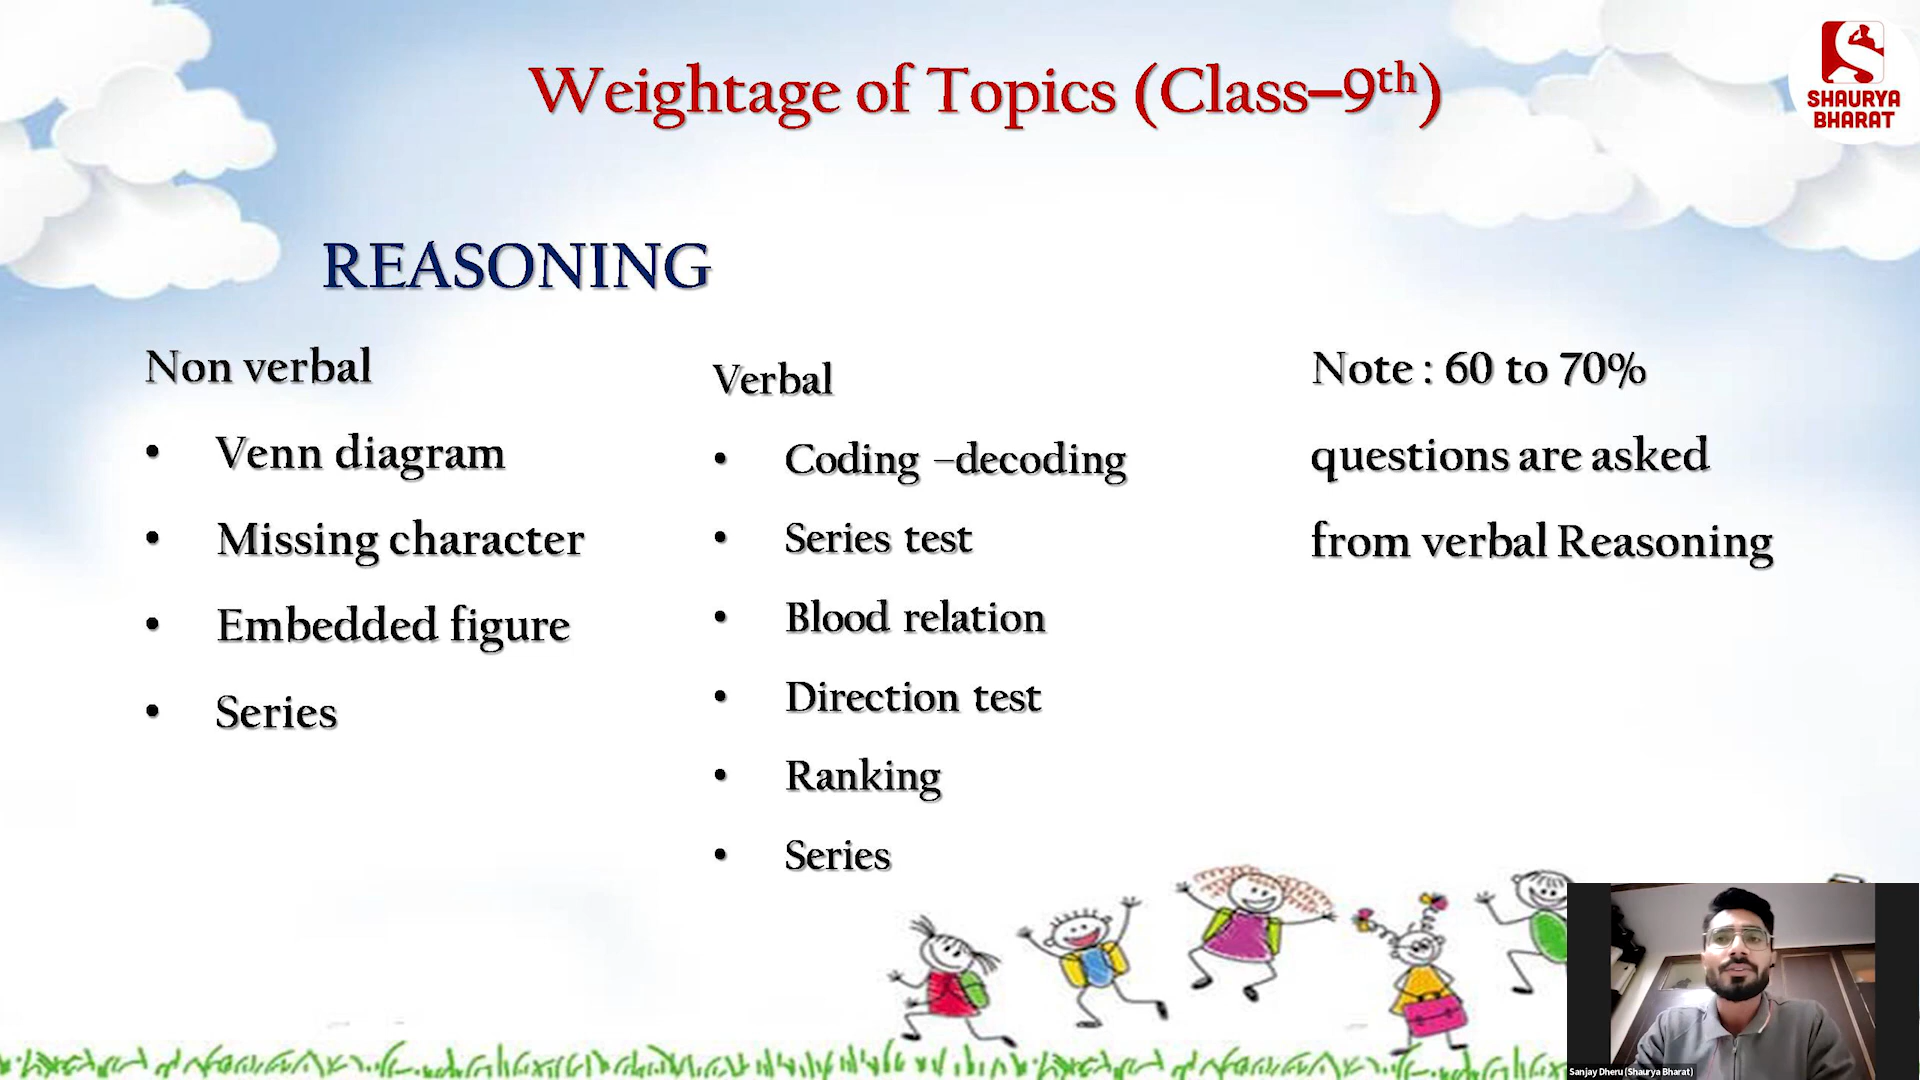 Weightage of Topics (Class–9th)
SHAURYA
BHARAT
REASONING
Non verbal
• Venn diagram
• Missing character
• Embedded figure
• Series
Verbal
• Coding –decoding
• Series test
• Blood relation
• Direction test
• Ranking
• Series
Note : 60 to 70%
questions are asked
from verbal Reasoning
Sanjay Dheru (Shaurya Bharat)